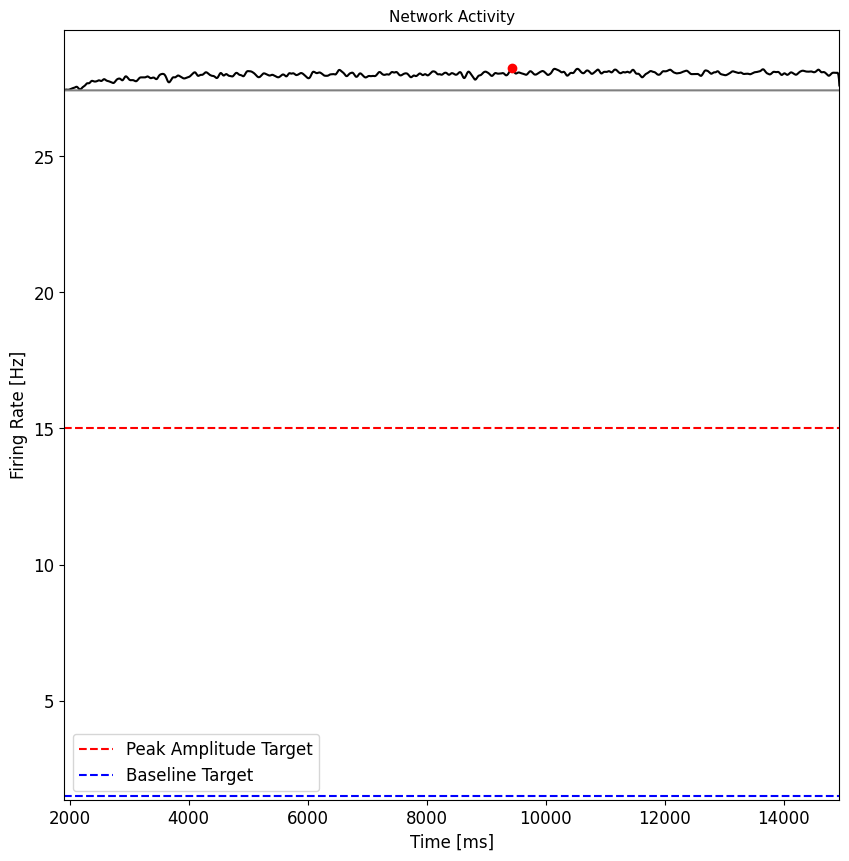 Network Activity
25
20
15
10
5
Firing Rate [Hz]
Peak Amplitude Target
Baseline Target
2000 4000 6000 8000 10000 12000 14000
Time [ms]